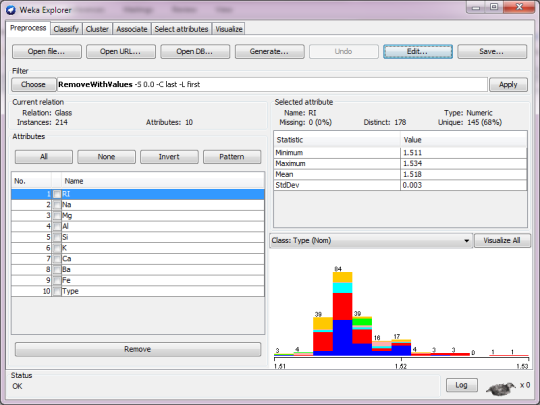 Weka Explorer
Preprocess Classify Cluster Associate Select attributes Visualize
Open file... Open URL... Open DB... Generate... Undo Edit... Save...
Filter
Choose RemoveWithValues -S 0.0 -C last -L first Apply
Current relation
Relation: Glass
Instances: 214 Attributes: 10
Attributes
All None Invert Pattern
No. Name
1 RI
2 Na
3 Mg
4 Al
5 Si
6 K
7 Ca
8 Ba
9 Fe
10 Type
Remove
Selected attribute
Name: RI Type: Numeric
Missing: 0 (0%) Distinct: 178 Unique: 145 (68%)
Statistic Value
Minimum 1.511
Maximum 1.534
Mean 1.518
StdDev 0.003
Class: Type (Nom) Visualize All
84
39 39
16 17
3 4 4 3 3 0 1 1
1.51 1.52 1.53
Status
OK Log x 0